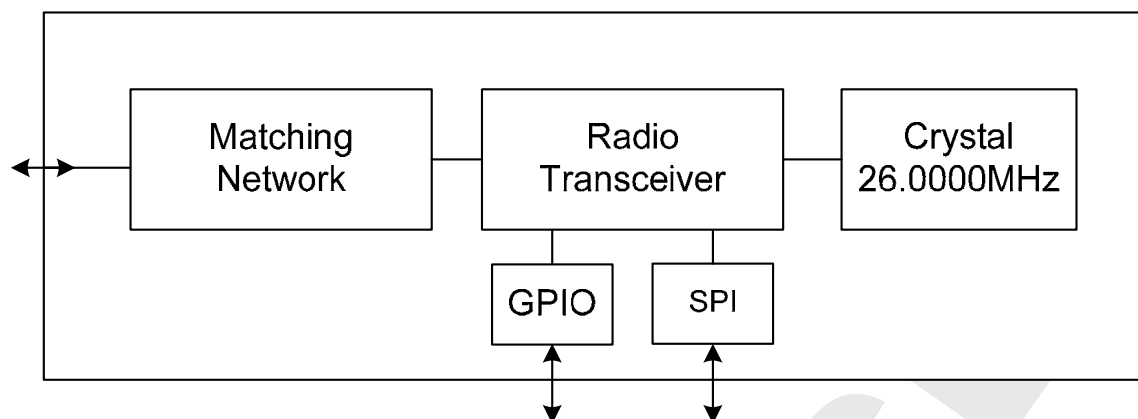 Matching
Network
Radio
Transceiver
Crystal
26.0000MHz
GPIO
SPI